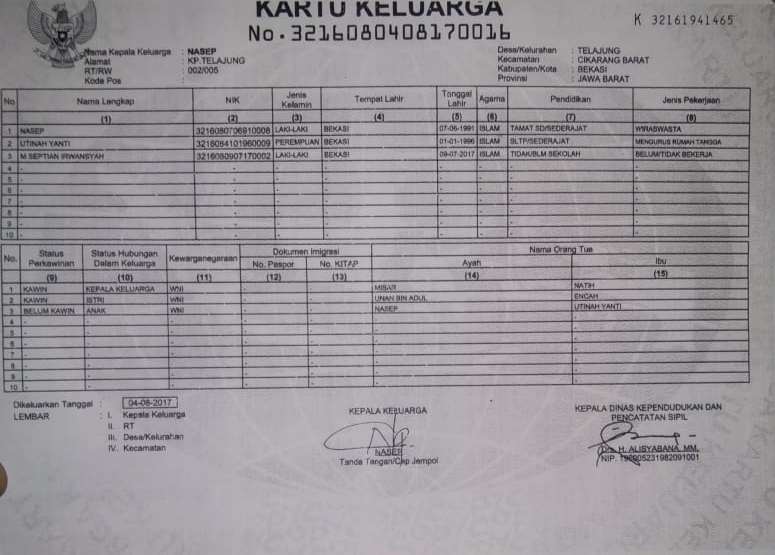 KARTU KELUARGA
No. 3216080408170016
K 32161941465
Nama Kepala Keluarga : NASEP
Alamat : KP.TELAJUNG
RT/RW : 002/005
Kode Pos :
Desa/Kelurahan : TELAJUNG
Kecamatan : CIKARANG BARAT
Kabupaten/Kota : BEKASI
Provinsi : JAWA BARAT
No Nama Lengkap NIK Jenis Kelamin Tempat Lahir Tanggal Lahir Agama Pendidikan Jenis Pekerjaan
(1) (2) (3) (4) (5) (6) (7) (8)
1 NASEP 3216080706910008 LAKI-LAKI BEKASI 07-06-1991 ISLAM TAMAT SD/SEDERAJAT WIRASWASTA
2 UTINAH YANTI 3216084101960009 PEREMPUAN BEKASI 01-01-1996 ISLAM SLTP/SEDERAJAT MENGURUS RUMAH TANGGA
3 M SEPTIAN IRWANSYAH 3216080907170002 LAKI-LAKI BEKASI 09-07-2017 ISLAM TIDAK/BLM SEKOLAH BELUM/TIDAK BEKERJA
4 - - - - - - - -
5 - - - - - - - -
6 - - - - - - - -
7 - - - - - - - -
8 - - - - - - - -
9 - - - - - - - -
10 - - - - - - - -
No. Status Perkawinan Status Hubungan Dalam Keluarga Kewarganegaraan Dokumen Imigrasi Nama Orang Tua
No. Paspor No. KITAP Ayah Ibu
(9) (10) (11) (12) (13) (14) (15)
1 KAWIN KEPALA KELUARGA WNI - - MISAR NATIH
2 KAWIN ISTRI WNI - - UNAN BIN ADUL ENCAH
3 BELUM KAWIN ANAK WNI - - NASEP UTINAH YANTI
4 - - - - - - -
5 - - - - - - -
6 - - - - - - -
7 - - - - - - -
8 - - - - - - -
9 - - - - - - -
10 - - - - - - -
Dikeluarkan Tanggal : 04-08-2017
LEMBAR : I. Kepala Keluarga
II. RT
III. Desa/Kelurahan
IV. Kecamatan
KEPALA KELUARGA
NASEP
Tanda Tangan/Cap Jempol
KEPALA DINAS KEPENDUDUKAN DAN
PENCATATAN SIPIL
Drs. H. ALISYABANA, MM.
NIP.